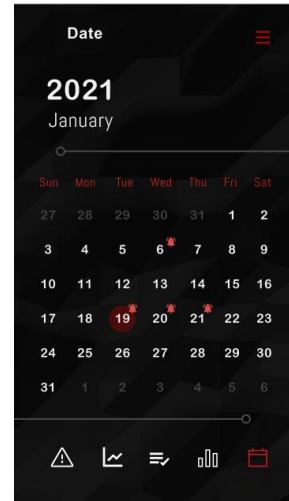 Date
2021
January
Sun Mon Tue Wed Thu Fri Sat
27 28 29 30 31 1 2
3 4 5 6 7 8 9
10 11 12 13 14 15 16
17 18 19 20 21 22 23
24 25 26 27 28 29 30
31 1 2 3 4 5 6